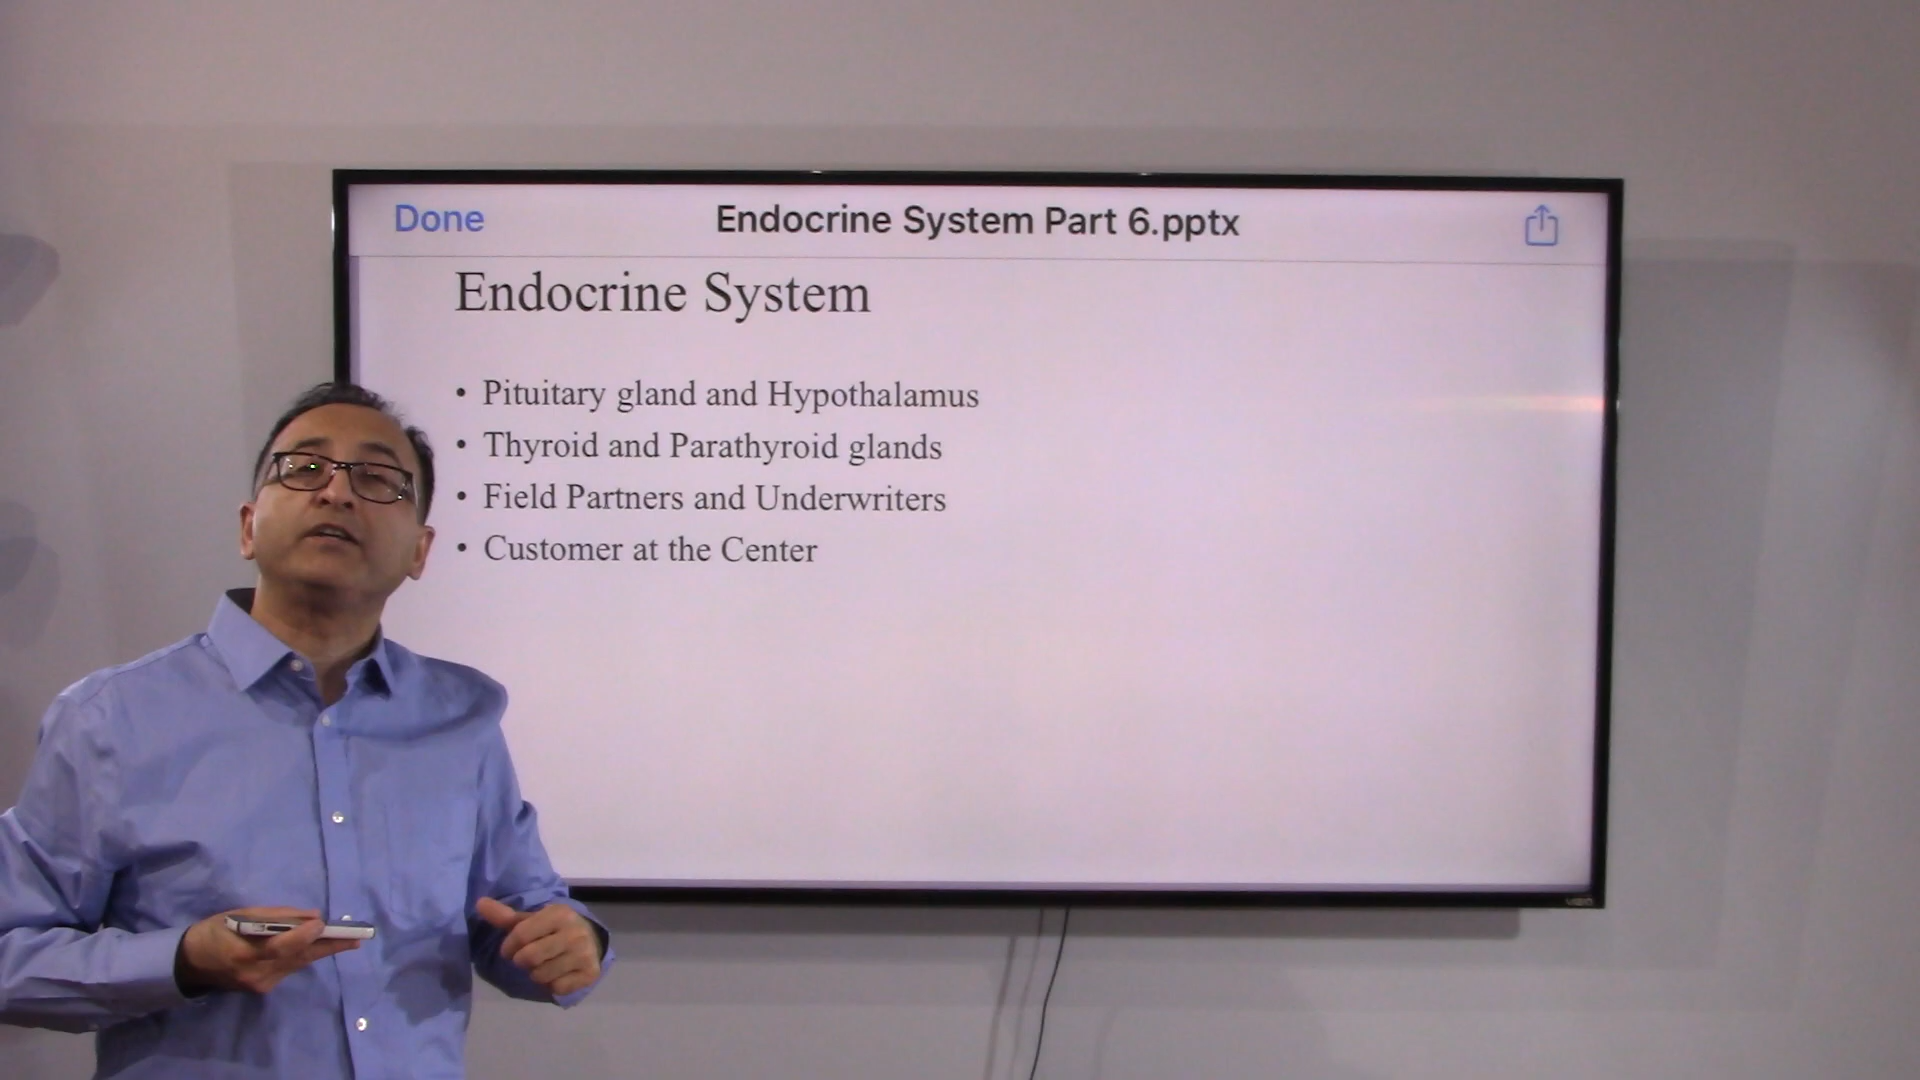 Done
Endocrine System Part 6.pptx
Endocrine System
• Pituitary gland and Hypothalamus
• Thyroid and Parathyroid glands
• Field Partners and Underwriters
• Customer at the Center
VIZIO